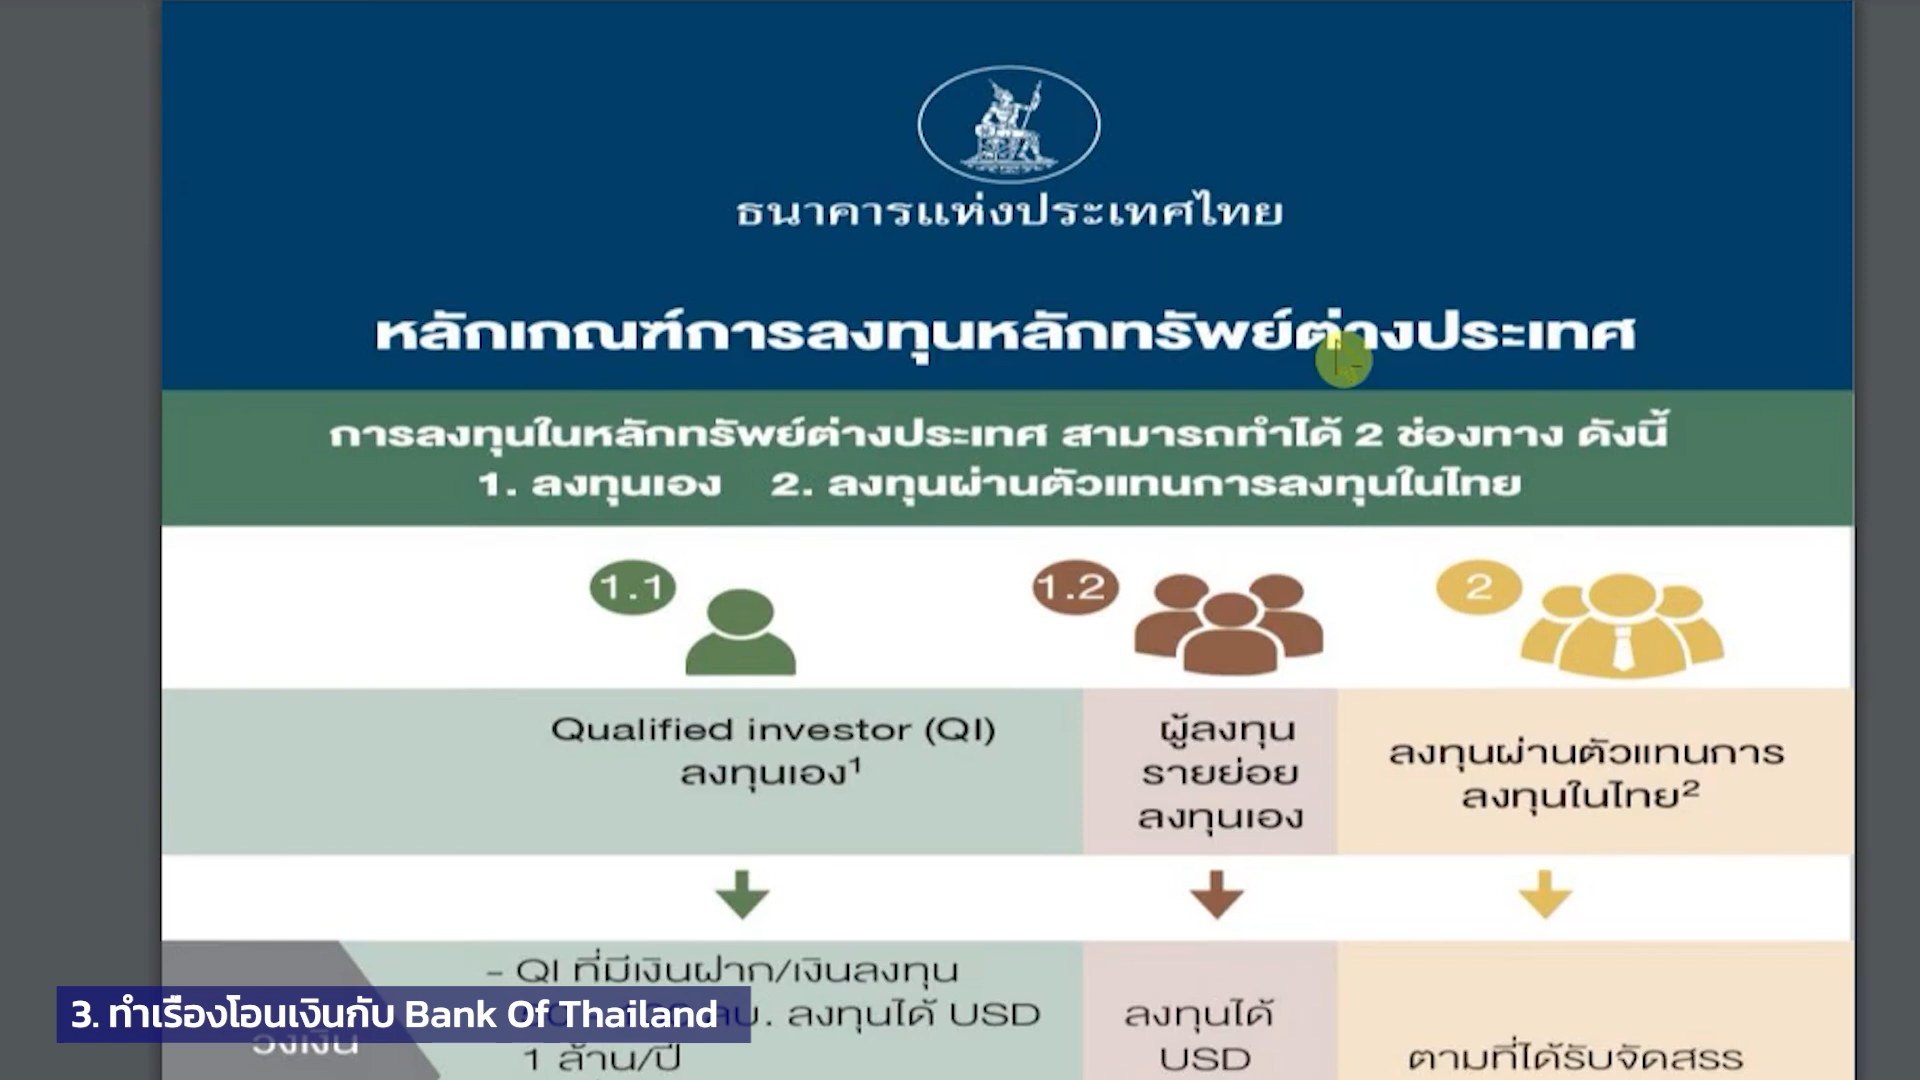 ธนาคารแห่งประเทศไทย
หลักเกณฑ์การลงทุนหลักทรัพย์ต่างประเทศ
การลงทุนในหลักทรัพย์ต่างประเทศ สามารถทำได้ 2 ช่องทาง ดังนี้
1. ลงทุนเอง 2. ลงทุนผ่านตัวแทนการลงทุนในไทย
1.1
1.2
2
Qualified investor (QI)
ลงทุนเอง¹
ผู้ลงทุน
รายย่อย
ลงทุนเอง
ลงทุนผ่านตัวแทนการ
ลงทุนในไทย²
วงเงิน
- QI ที่มีเงินฝาก/เงินลงทุน
ลบ. ลงทุนได้ USD
1 ล้าน/ปี
ลงทุนได้
USD
ตามที่ได้รับจัดสรร
3. ทำเรื่องโอนเงินกับ Bank Of Thailand